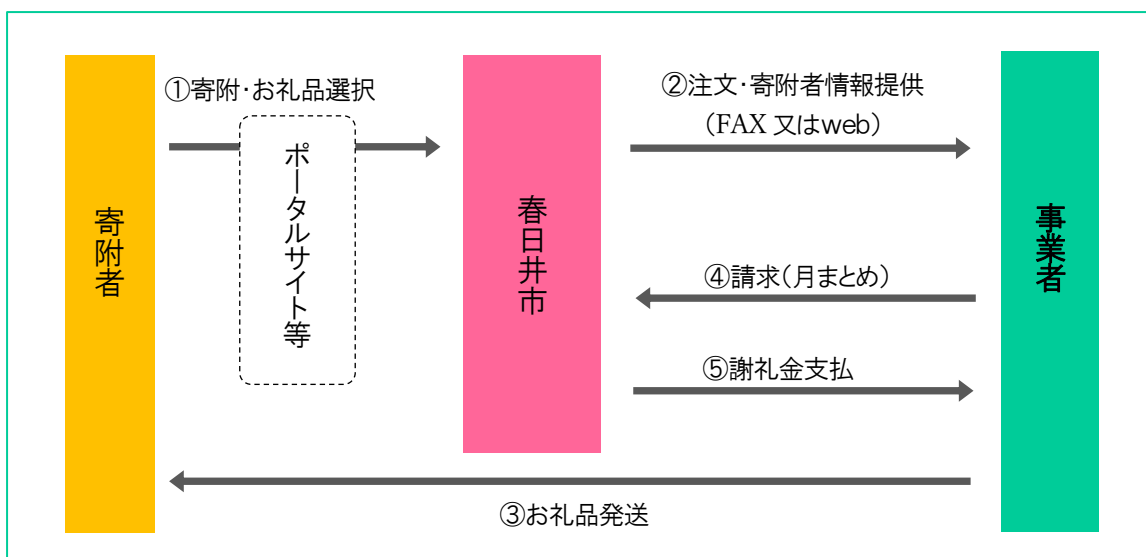 ①寄附・お礼品選択
②注文・寄附者情報提供
（FAX 又はweb）
寄附者
ポータルサイト等
春日井市
事業者
④請求（月まとめ）
⑤謝礼金支払
③お礼品発送